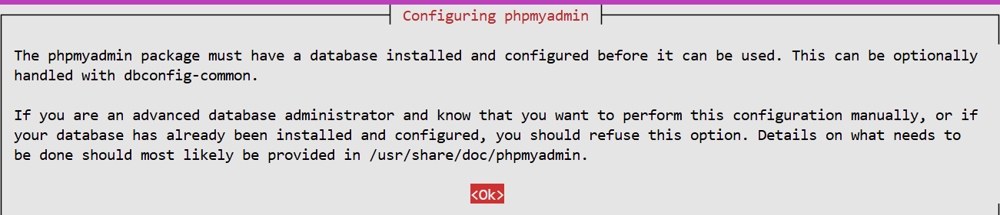 Configuring phpmyadmin
The phpmyadmin package must have a database installed and configured before it can be used. This can be optionally
handled with dbconfig-common.
If you are an advanced database administrator and know that you want to perform this configuration manually, or if
your database has already been installed and configured, you should refuse this option. Details on what needs to
be done should most likely be provided in /usr/share/doc/phpmyadmin.
<Ok>